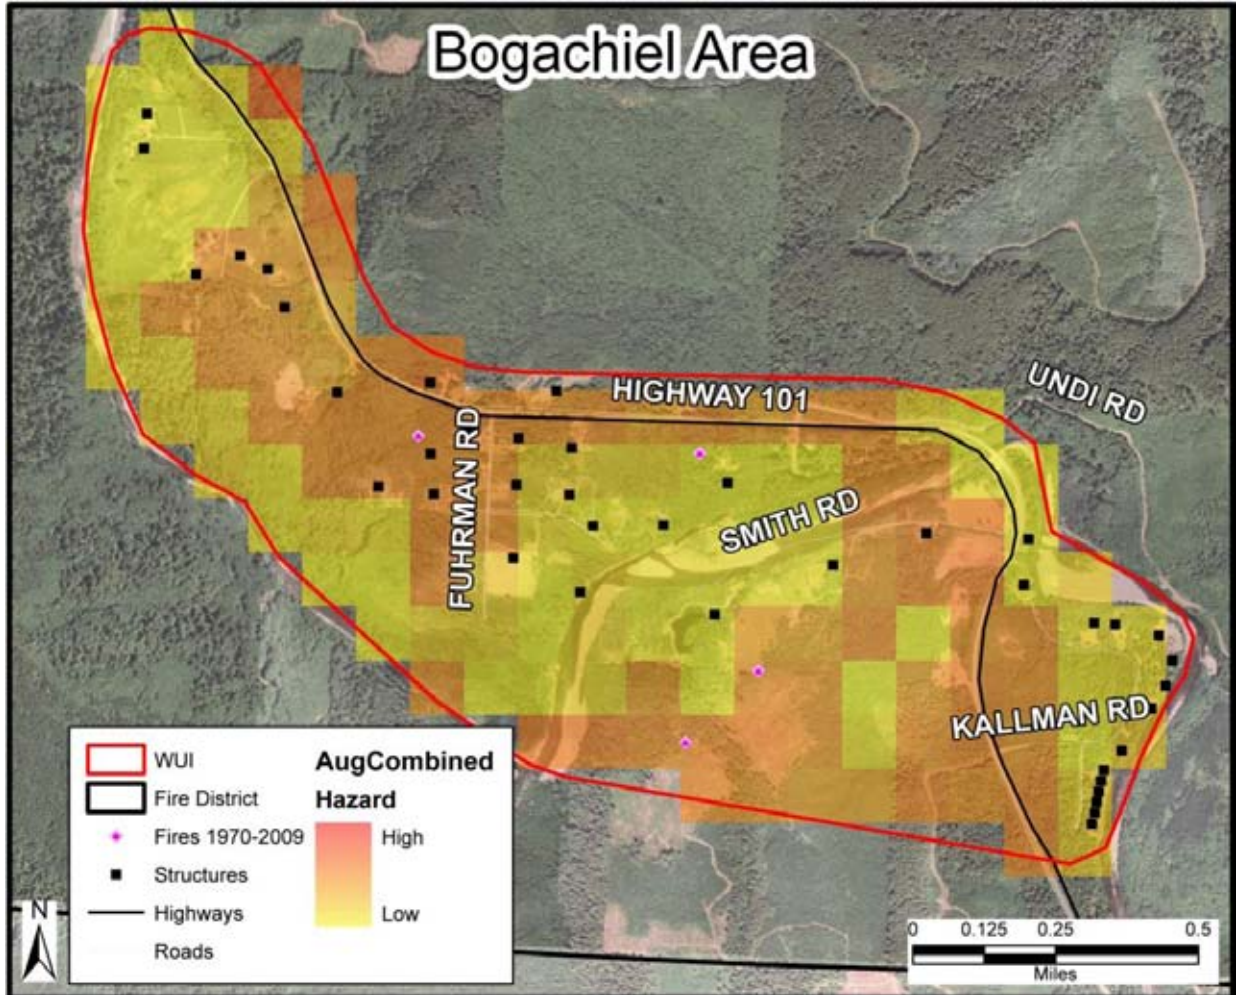 Bogachiel Area
HIGHWAY 101
UNDI RD
FUHRMAN RD
SMITH RD
KALLMAN RD
WUI
Fire District
Fires 1970-2009
Structures
Highways
Roads
AugCombined
Hazard
High
Low
N
0 0.125 0.25 0.5
Miles